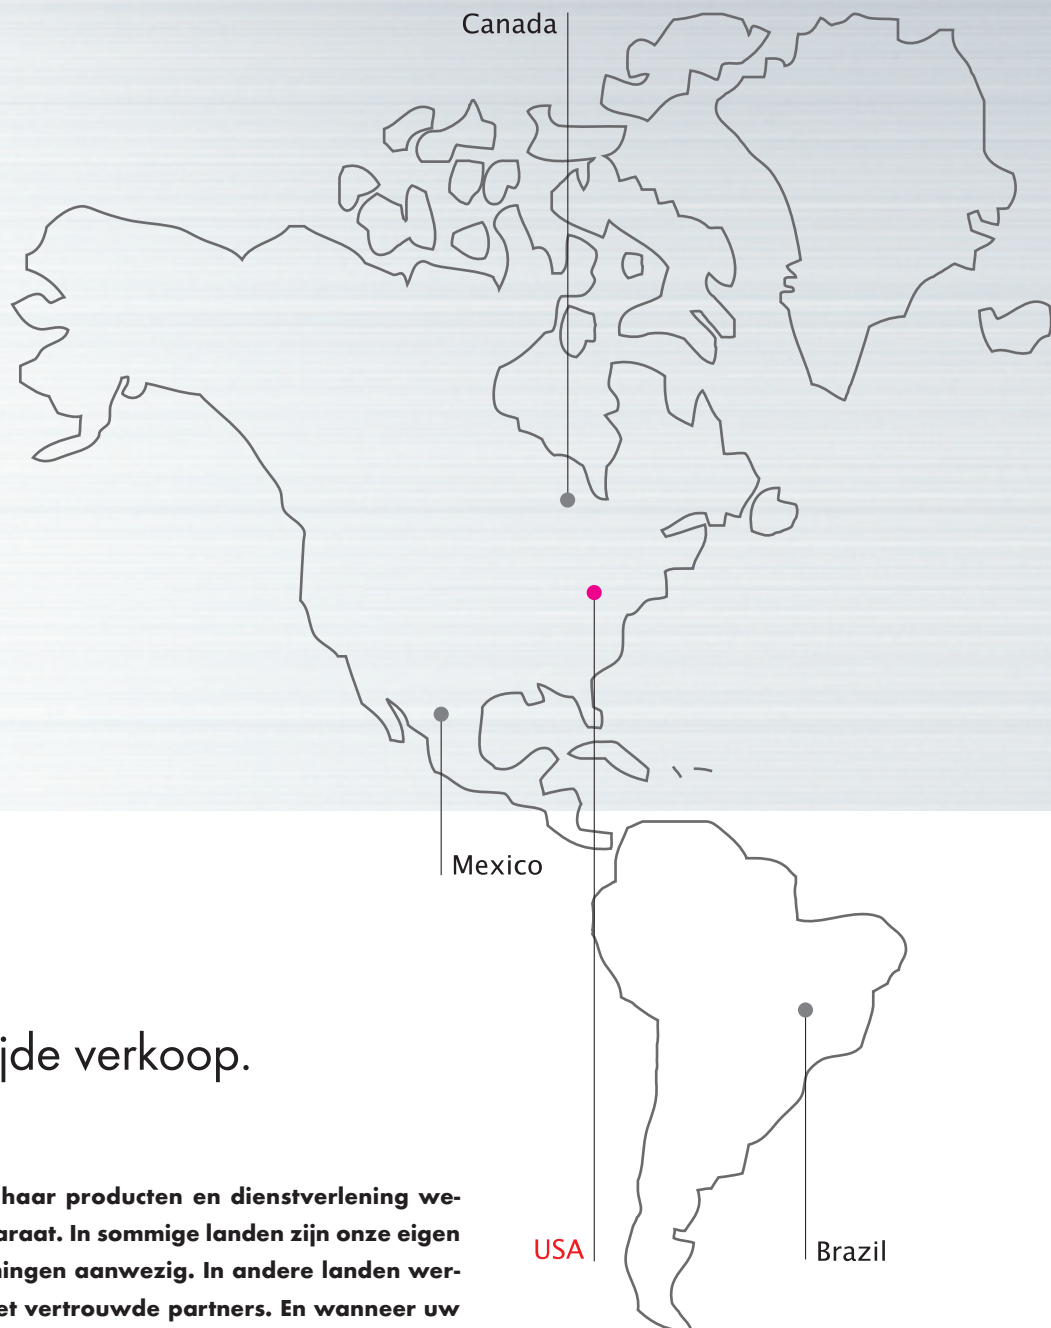 Canada
Mexico
jde verkoop.
haar producten en dienstverlening we-
araat. In sommige landen zijn onze eigen
ningen aanwezig. In andere landen wer-
et vertrouwde partners. En wanneer uw
USA
Brazil